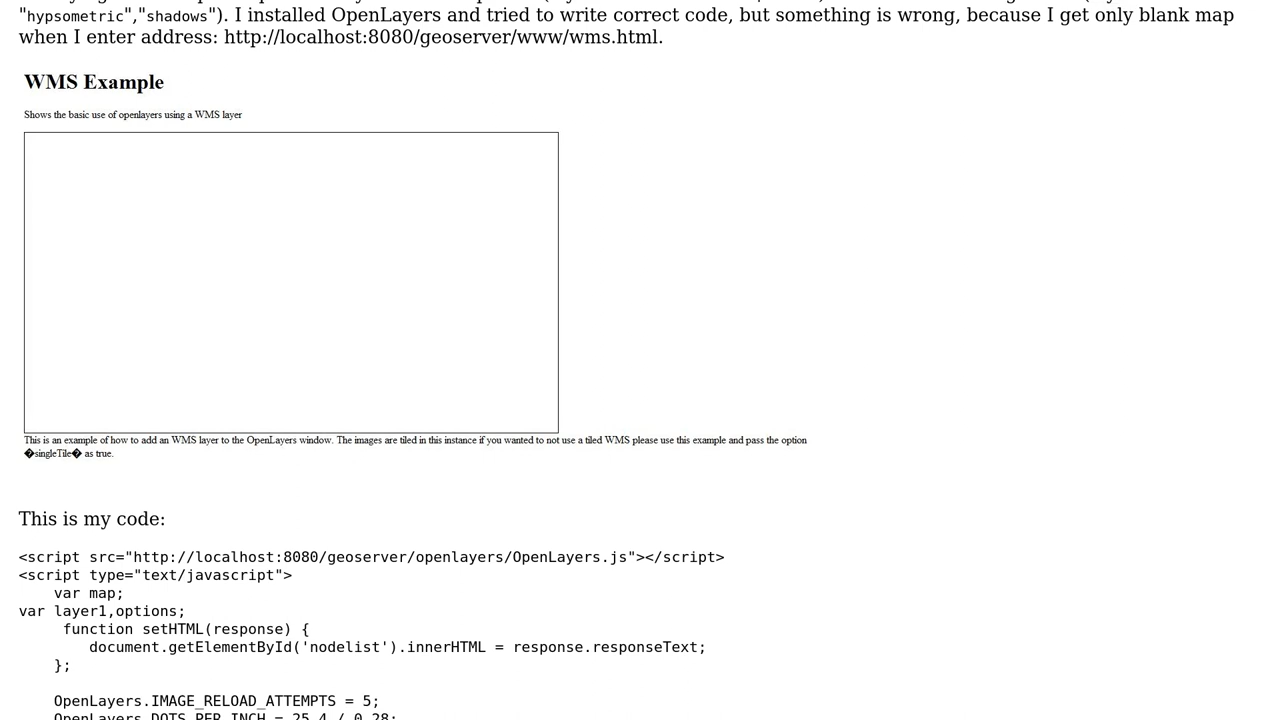 "hypsometric","shadows"). I installed OpenLayers and tried to write correct code, but something is wrong, because I get only blank map
when I enter address: http://localhost:8080/geoserver/www/wms.html.
WMS Example
Shows the basic use of openlayers using a WMS layer
This is an example of how to add an WMS layer to the OpenLayers window. The images are tiled in this instance if you wanted to not use a tiled WMS please use this example and pass the option
�singleTile� as true.
This is my code:
<script src="http://localhost:8080/geoserver/openlayers/OpenLayers.js"></script>
<script type="text/javascript">
    var map;
var layer1,options;
     function setHTML(response) {
        document.getElementById('nodelist').innerHTML = response.responseText;
    };
    OpenLayers.IMAGE_RELOAD_ATTEMPTS = 5;
    OpenLayers.DOTS_PER_INCH = 25.4 / 0.28;